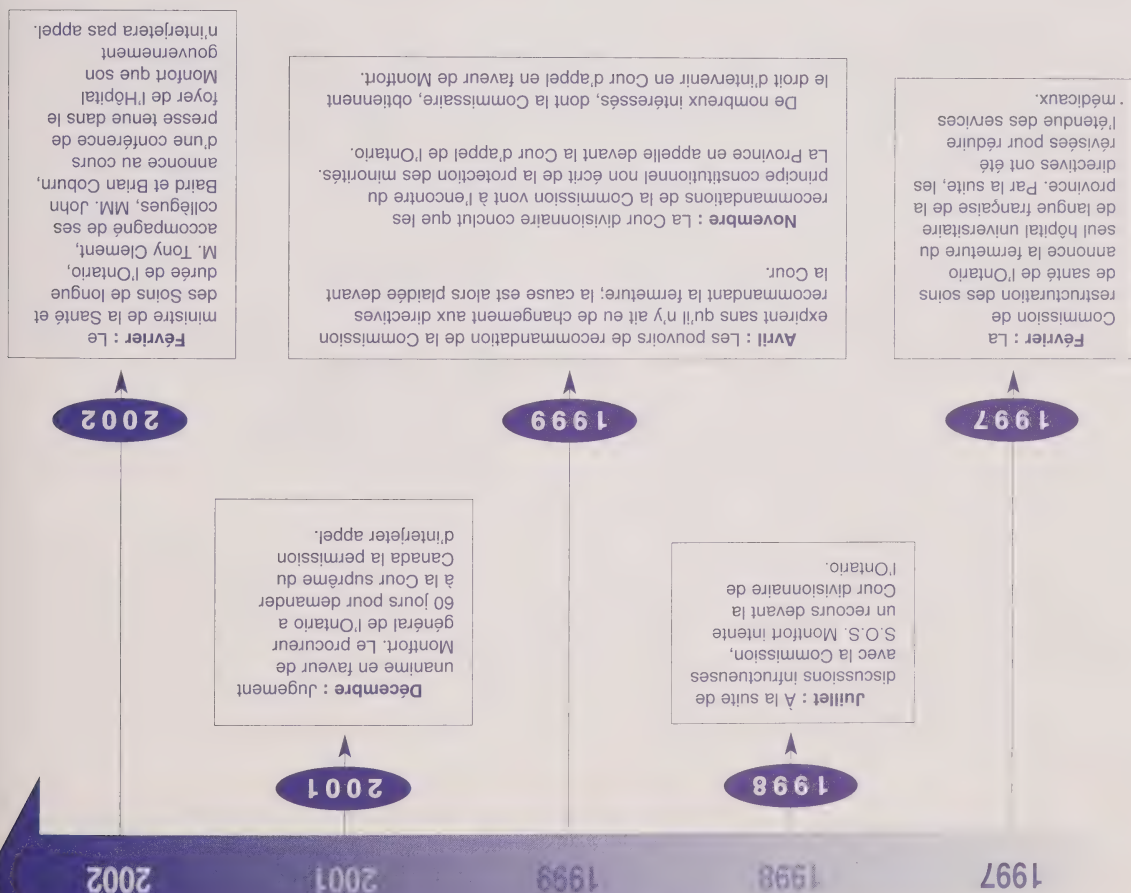 1997
1998
1999
2001
2002
1998
Juillet : À la suite de
discussions infructueuses
avec la Commission,
S.O.S. Montfort intente
un recours devant la
Cour divisionnaire de
l'Ontario.
2001
Décembre : Jugement
unanime en faveur de
Montfort. Le procureur
général de l'Ontario a
60 jours pour demander
à la Cour suprême du
Canada la permission
d'interjeter appel.
1997
Février : La
Commission de
restructuration des soins
de santé de l'Ontario
annonce la fermeture du
seul hôpital universitaire
de langue française de la
province. Par la suite, les
directives ont été
révisées pour réduire
l'étendue des services
médicaux.
1999
Avril : Les pouvoirs de recommandation de la Commission
expirent sans qu'il n'y ait eu de changement aux directives
recommandant la fermeture; la cause est alors plaidée devant
la Cour.
Novembre : La Cour divisionnaire conclut que les
recommandations de la Commission vont à l'encontre du
principe constitutionnel non écrit de la protection des minorités.
La Province en appelle devant la Cour d'appel de l'Ontario.
De nombreux intéressés, dont la Commissaire, obtiennent
le droit d'intervenir en Cour d'appel en faveur de Montfort.
2002
Février : Le
ministre de la Santé et
des Soins de longue
durée de l'Ontario,
M. Tony Clement,
accompagné de ses
collègues, MM. John
Baird et Brian Coburn,
annonce au cours
d'une conférence de
presse tenue dans le
foyer de l'Hôpital
Monfort que son
gouvernement
n'interjetera pas appel.